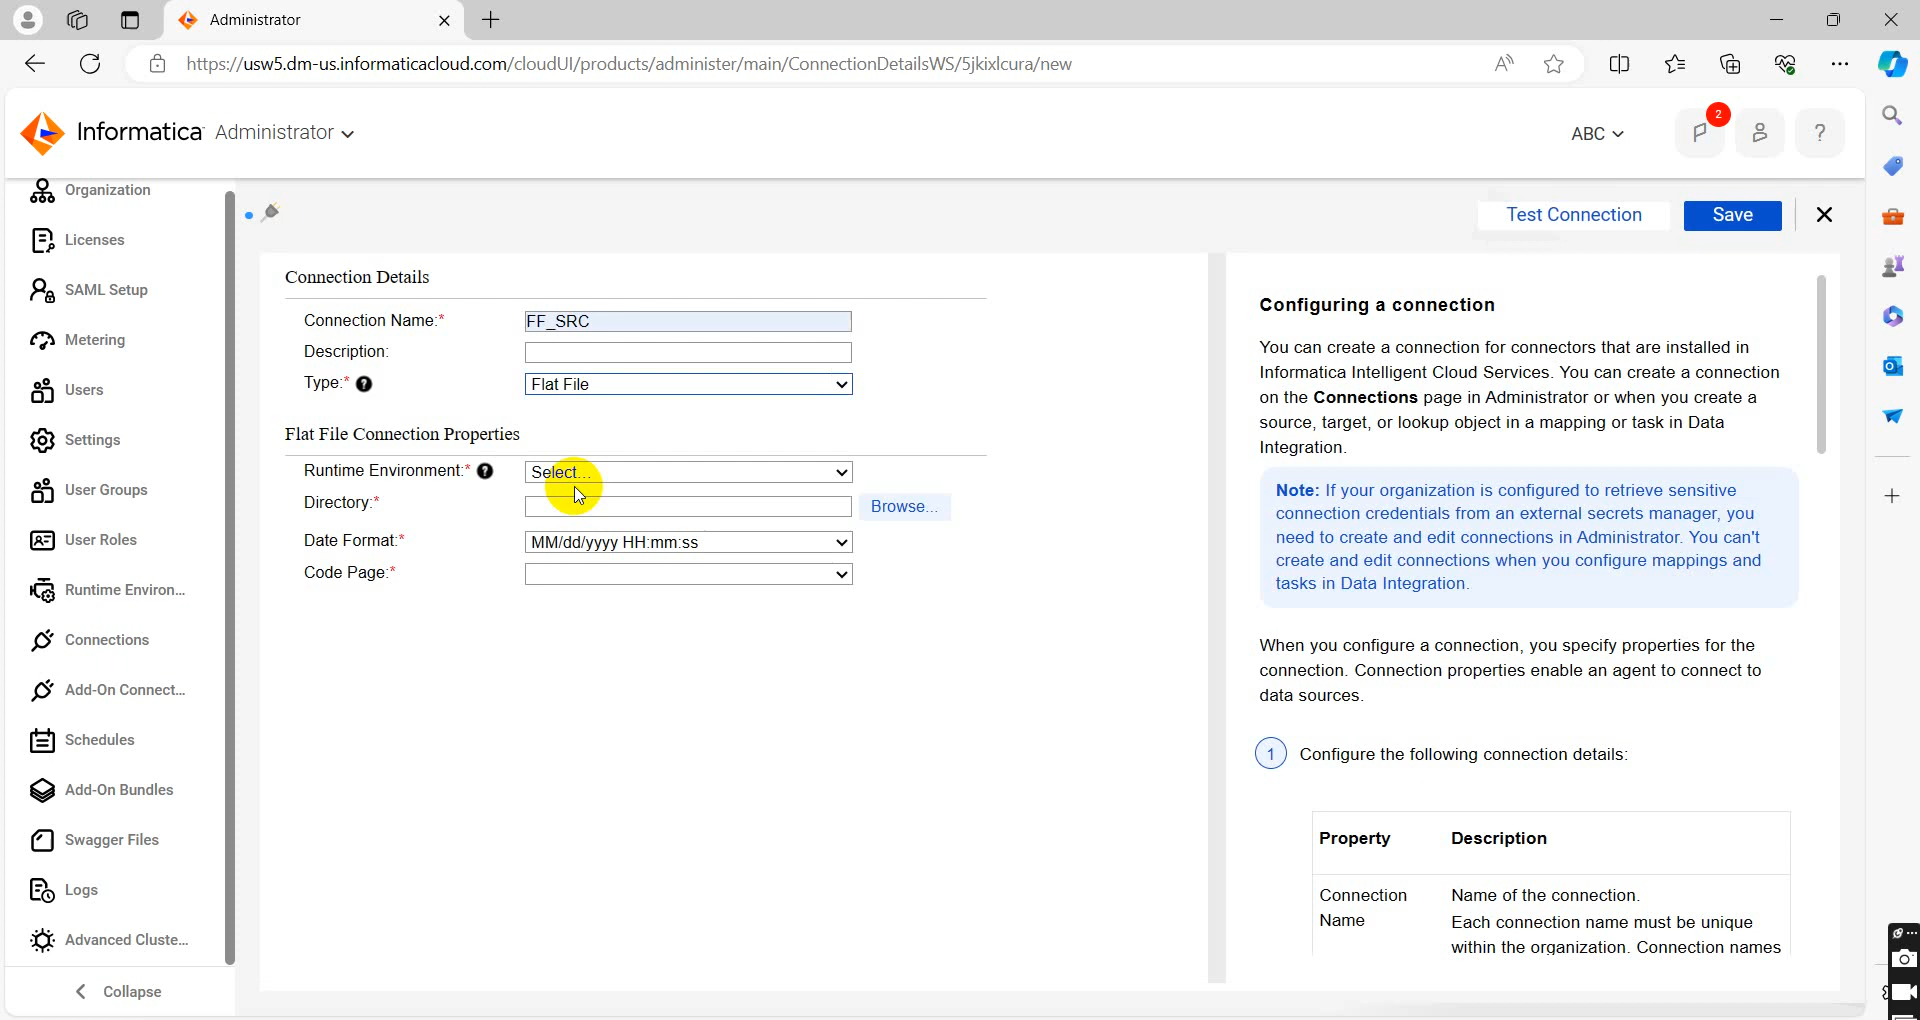 Administrator
https://usw5.dm-us.informaticacloud.com/cloudUI/products/administer/main/ConnectionDetailsWS/5jkixlcura/new
Informatica Administrator
ABC
2
?
Organization
Licenses
SAML Setup
Metering
Users
Settings
User Groups
User Roles
Runtime Environ...
Connections
Add-On Connect...
Schedules
Add-On Bundles
Swagger Files
Logs
Advanced Cluste...
Collapse
Test Connection
Save
Connection Details
Connection Name:* FF_SRC
Description:
Type:* ? Flat File
Flat File Connection Properties
Runtime Environment:* ? Select...
Directory:* Browse...
Date Format:* MM/dd/yyyy HH:mm:ss
Code Page:*
Configuring a connection
You can create a connection for connectors that are installed in
Informatica Intelligent Cloud Services. You can create a connection
on the Connections page in Administrator or when you create a
source, target, or lookup object in a mapping or task in Data
Integration.
Note: If your organization is configured to retrieve sensitive
connection credentials from an external secrets manager, you
need to create and edit connections in Administrator. You can't
create and edit connections when you configure mappings and
tasks in Data Integration.
When you configure a connection, you specify properties for the
connection. Connection properties enable an agent to connect to
data sources.
1 Configure the following connection details:
Property Description
Connection Name of the connection.
Name Each connection name must be unique
within the organization. Connection names